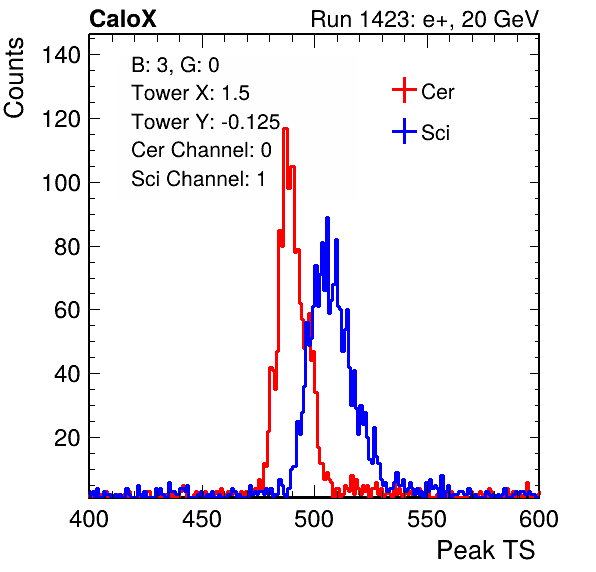 CaloX
Run 1423: e+, 20 GeV
Counts
B: 3, G: 0
Tower X: 1.5
Tower Y: -0.125
Cer Channel: 0
Sci Channel: 1
Cer
Sci
140
120
100
80
60
40
20
400 450 500 550 600
Peak TS